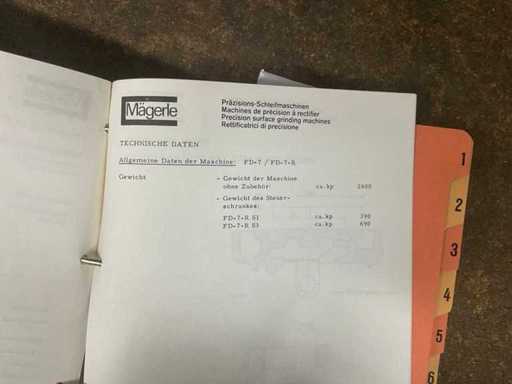 Mägerle
Präzisions-Schleifmaschinen
Machines de précision à rectifier
Precision surface grinding machines
Rettificatrici di precisione
TECHNISCHE DATEN
Allgemeine Daten der Maschine: FD-7 / FD-7-R
Gewicht - Gewicht der Maschine
ohne Zubehör: ca.kp 2600
- Gewicht des Steuer-
schrankes:
FD-7-R S1 ca.kp 390
FD-7-R S3 ca.kp 690
1
2
3
4
5
6